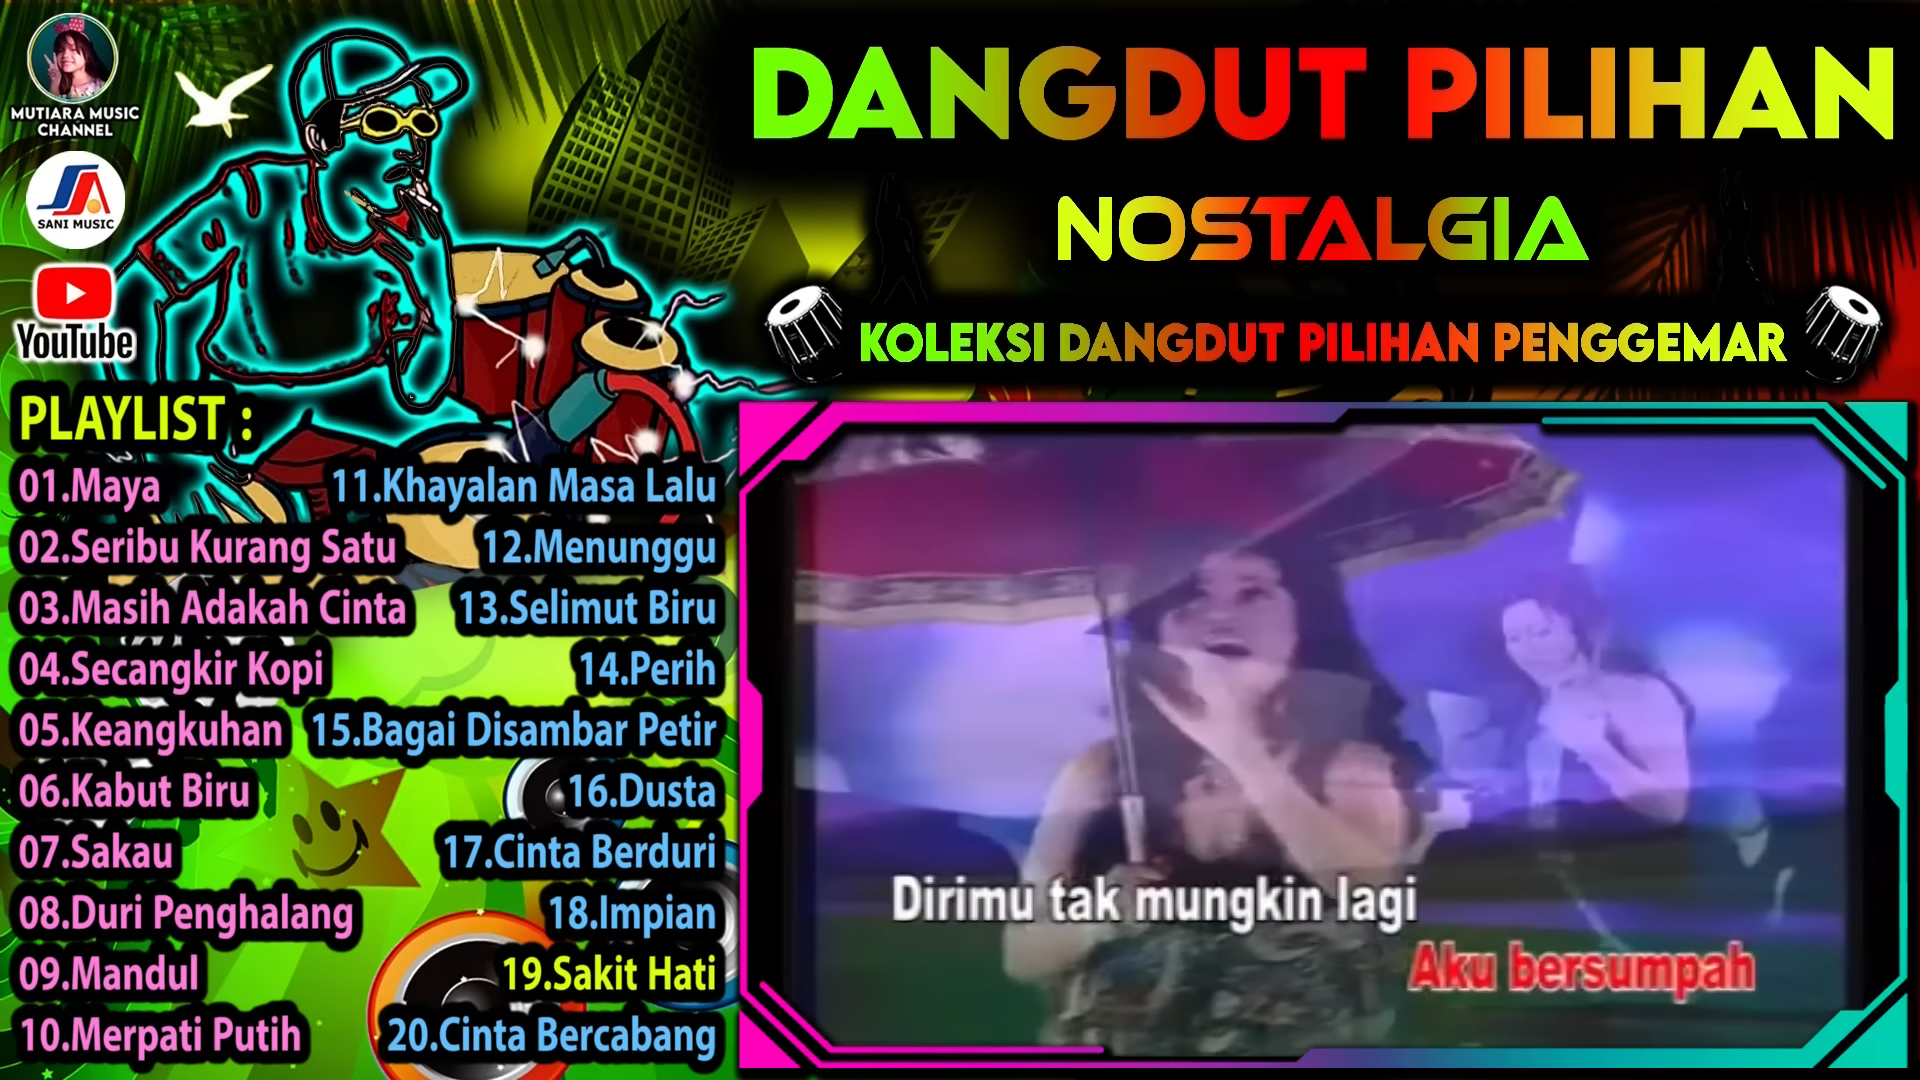 MUTIARA MUSIC
CHANNEL
SANI MUSIC
YouTube
DANGDUT PILIHAN
NOSTALGIA
KOLEKSI DANGDUT PILIHAN PENGGEMAR
PLAYLIST :
01.Maya
02.Seribu Kurang Satu
03.Masih Adakah Cinta
04.Secangkir Kopi
05.Keangkuhan
06.Kabut Biru
07.Sakau
08.Duri Penghalang
09.Mandul
10.Merpati Putih
11.Khayalan Masa Lalu
12.Menunggu
13.Selimut Biru
14.Perih
15.Bagai Disambar Petir
16.Dusta
17.Cinta Berduri
18.Impian
19.Sakit Hati
20.Cinta Bercabang
Dirimu tak mungkin lagi
Aku bersumpah